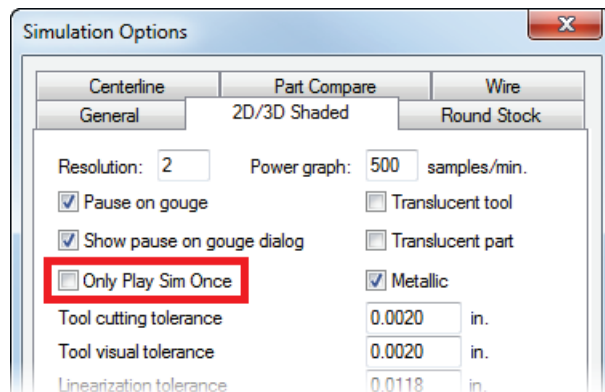 Simulation Options
Centerline Part Compare Wire
General 2D/3D Shaded Round Stock
Resolution: 2 Power graph: 500 samples/min.
Pause on gouge Translucent tool
Show pause on gouge dialog Translucent part
Only Play Sim Once Metallic
Tool cutting tolerance 0.0020 in.
Tool visual tolerance 0.0020 in.
Linearization tolerance 0.0118 in.